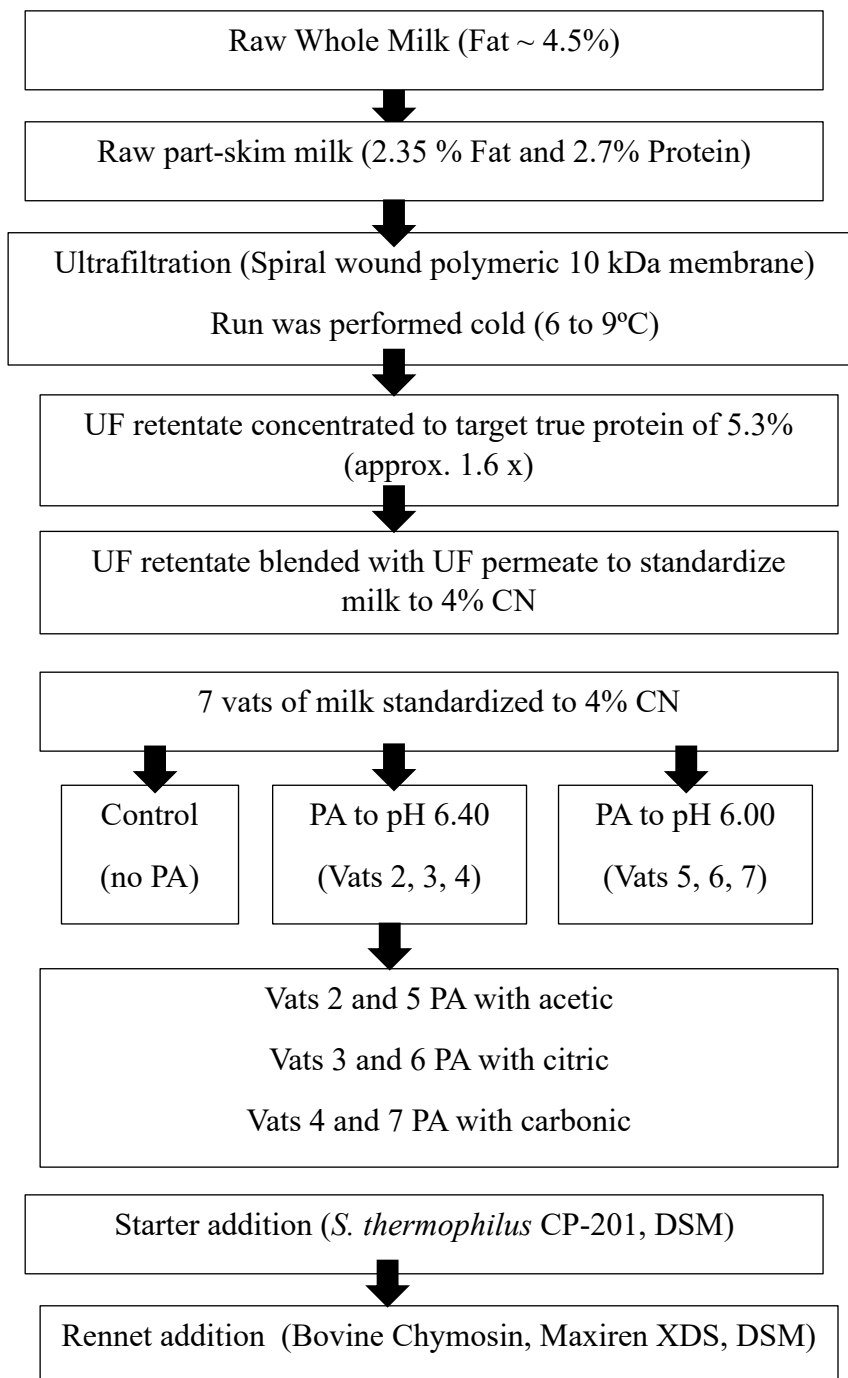 Raw Whole Milk (Fat ~ 4.5%)
Raw part-skim milk (2.35 % Fat and 2.7% Protein)
Ultrafiltration (Spiral wound polymeric 10 kDa membrane)
Run was performed cold (6 to 9ºC)
UF retentate concentrated to target true protein of 5.3%
(approx. 1.6 x)
UF retentate blended with UF permeate to standardize
milk to 4% CN
7 vats of milk standardized to 4% CN
Control
(no PA)
PA to pH 6.40
(Vats 2, 3, 4)
PA to pH 6.00
(Vats 5, 6, 7)
Vats 2 and 5 PA with acetic
Vats 3 and 6 PA with citric
Vats 4 and 7 PA with carbonic
Starter addition (S. thermophilus CP-201, DSM)
Rennet addition (Bovine Chymosin, Maxiren XDS, DSM)